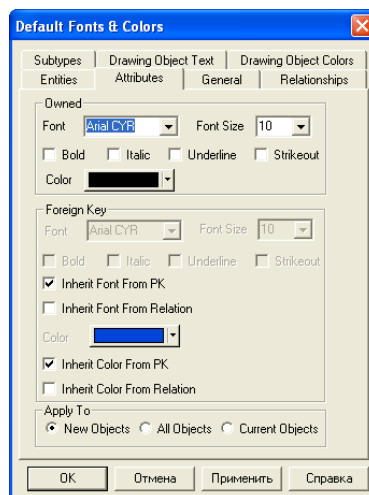 Default Fonts & Colors
Subtypes Drawing Object Text Drawing Object Colors
Entities Attributes General Relationships
Owned
Font Arial CYR Font Size 10
Bold Italic Underline Strikeout
Color
Foreign Key
Font Arial CYR Font Size 10
Bold Italic Underline Strikeout
Inherit Font From PK
Inherit Font From Relation
Color
Inherit Color From PK
Inherit Color From Relation
Apply To
New Objects All Objects Current Objects
OK Отмена Применить Справка